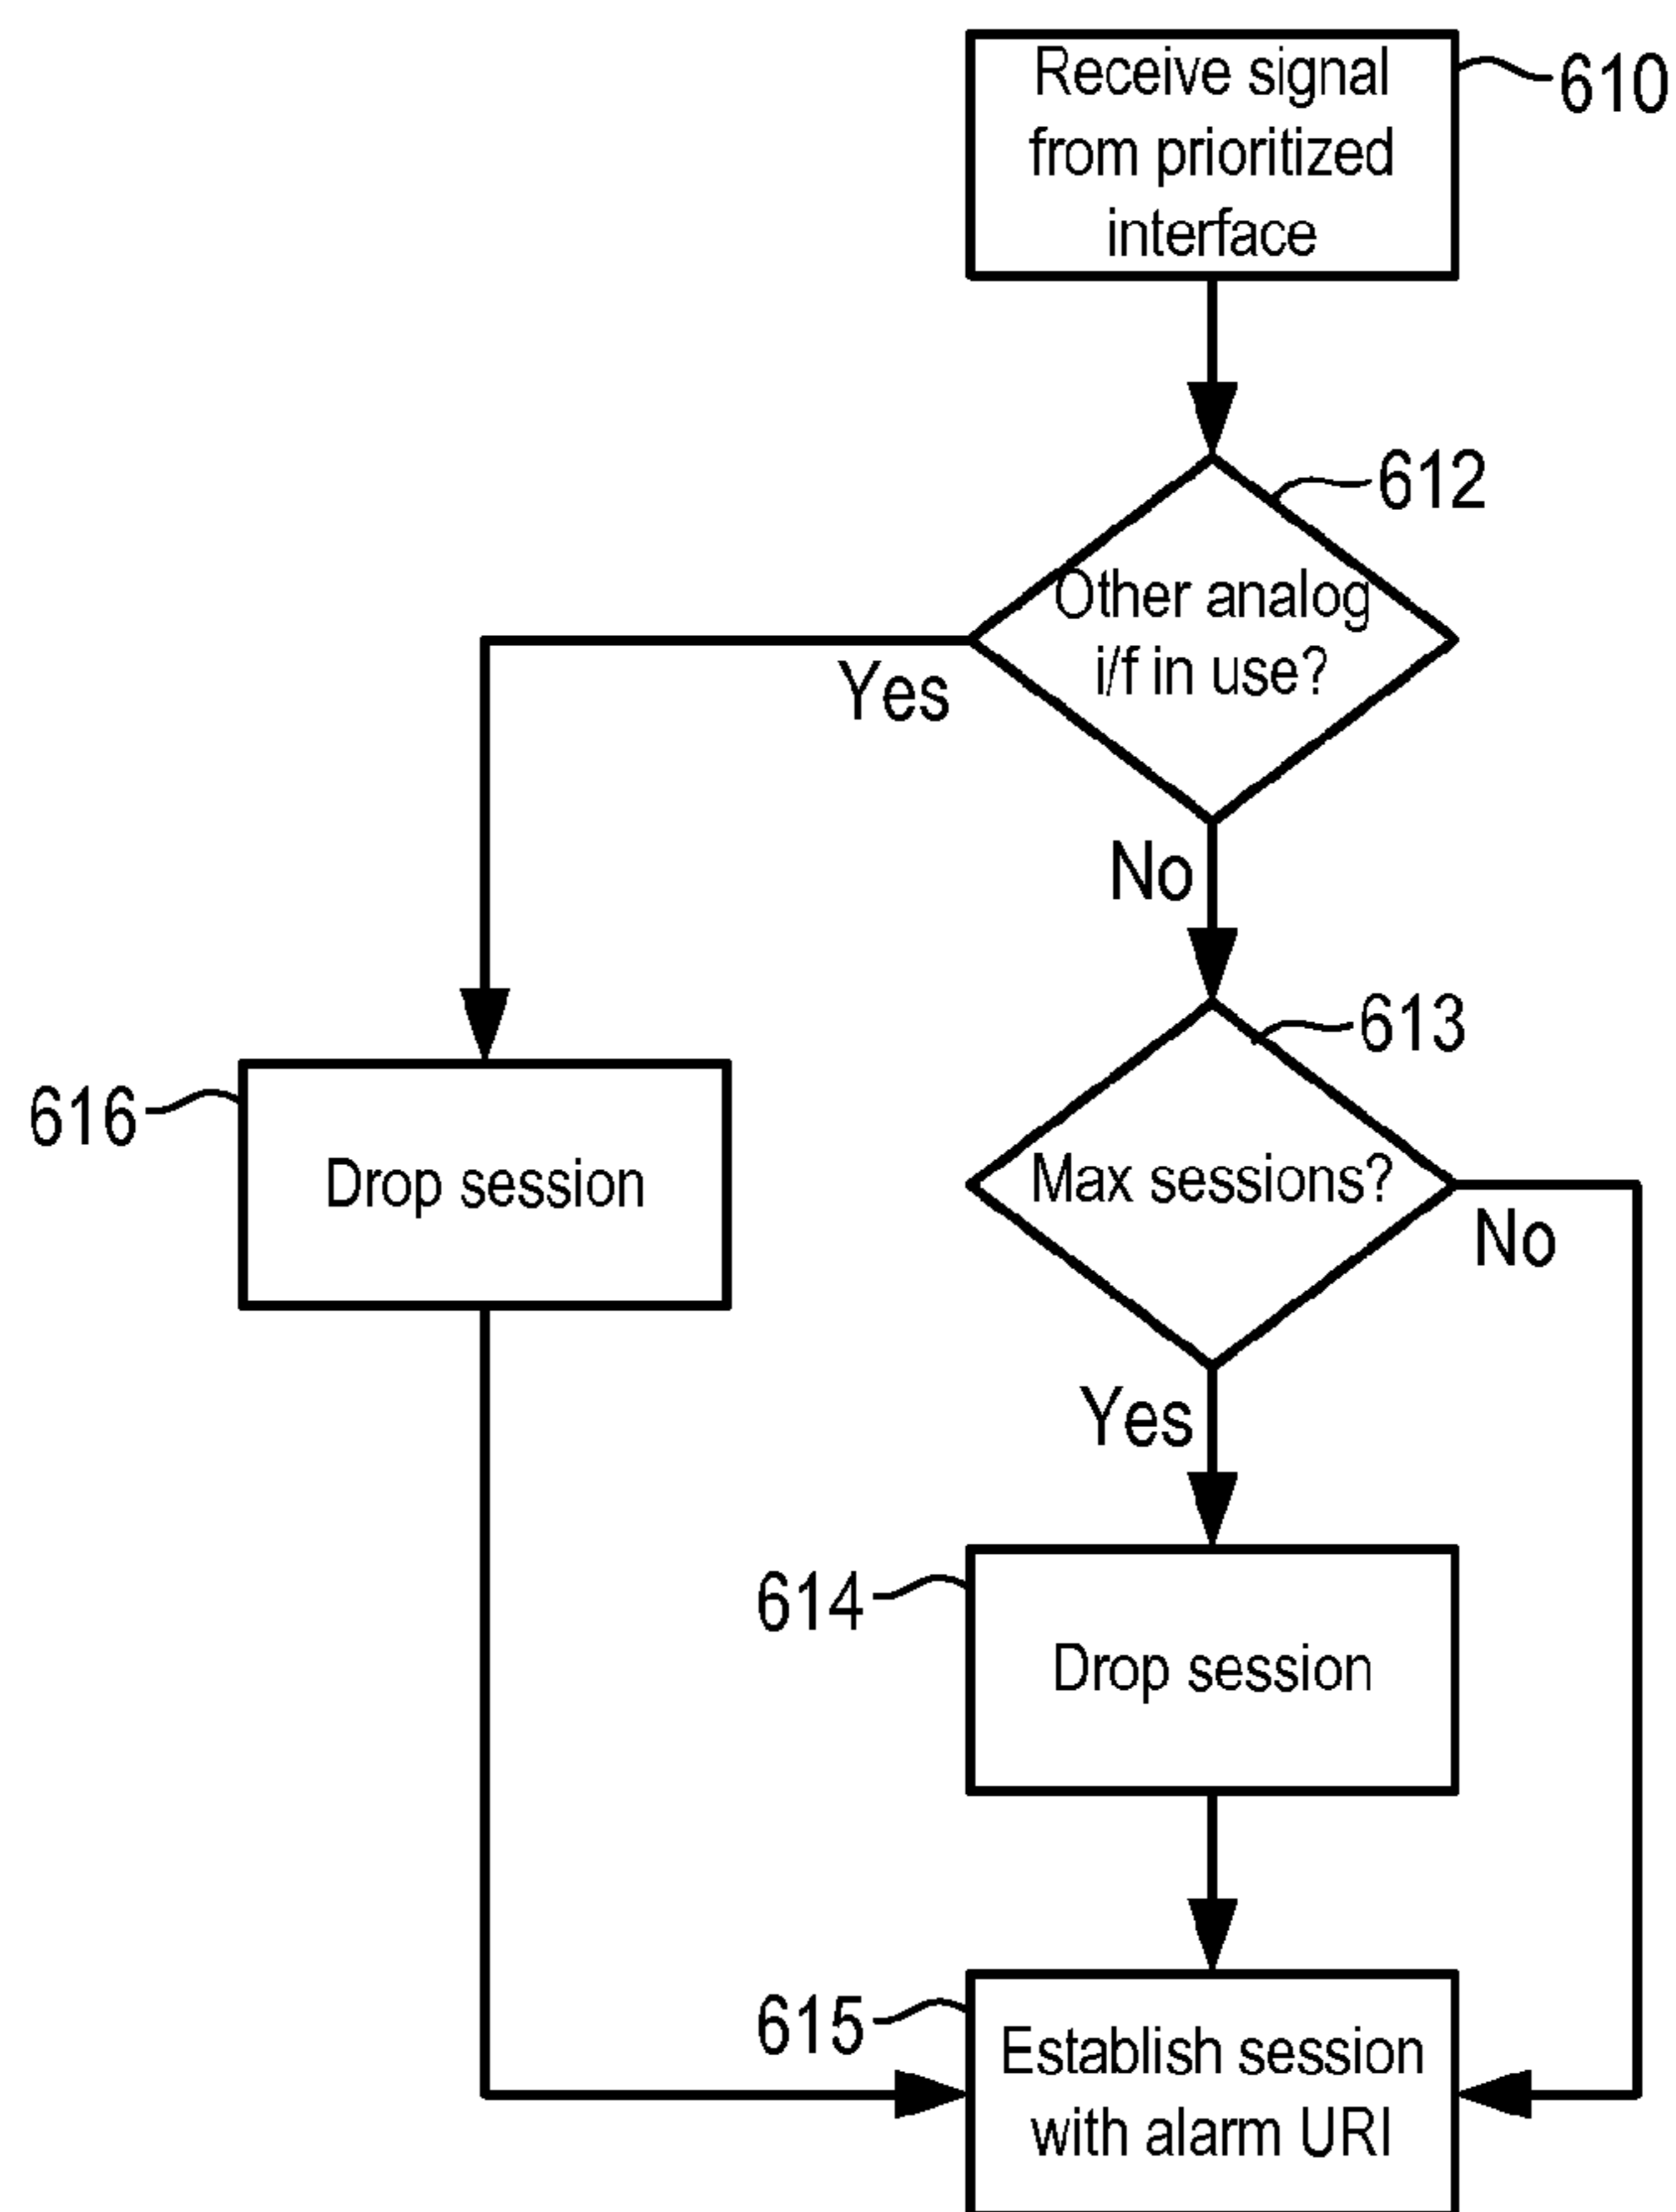 Receive signal
from prioritized
interface
610
612
Other analog
i/f in use?
Yes
No
613
616
Drop session
Max sessions?
No
Yes
614
Drop session
615
Establish session
with alarm URI